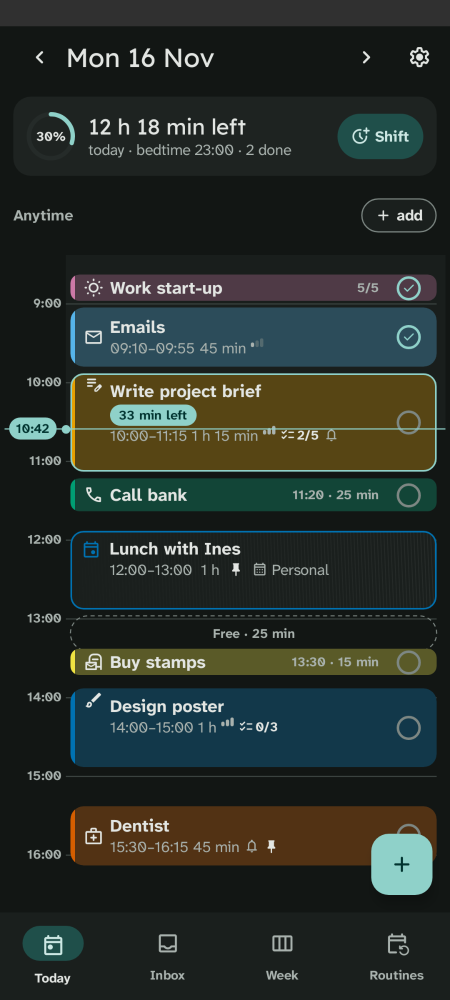 Mon 16 Nov
30%
12 h 18 min left
today · bedtime 23:00 · 2 done
Shift
Anytime
+ add
Work start-up
5/5
9:00
Emails
09:10–09:55 45 min
10:00
Write project brief
33 min left
10:42
10:00–11:15 1 h 15 min 2/5
11:00
Call bank
11:20 · 25 min
12:00
Lunch with Ines
12:00–13:00 1 h Personal
13:00
Free · 25 min
Buy stamps
13:30 · 15 min
14:00
Design poster
14:00–15:00 1 h 0/3
15:00
Dentist
15:30–16:15 45 min
16:00
Today
Inbox
Week
Routines